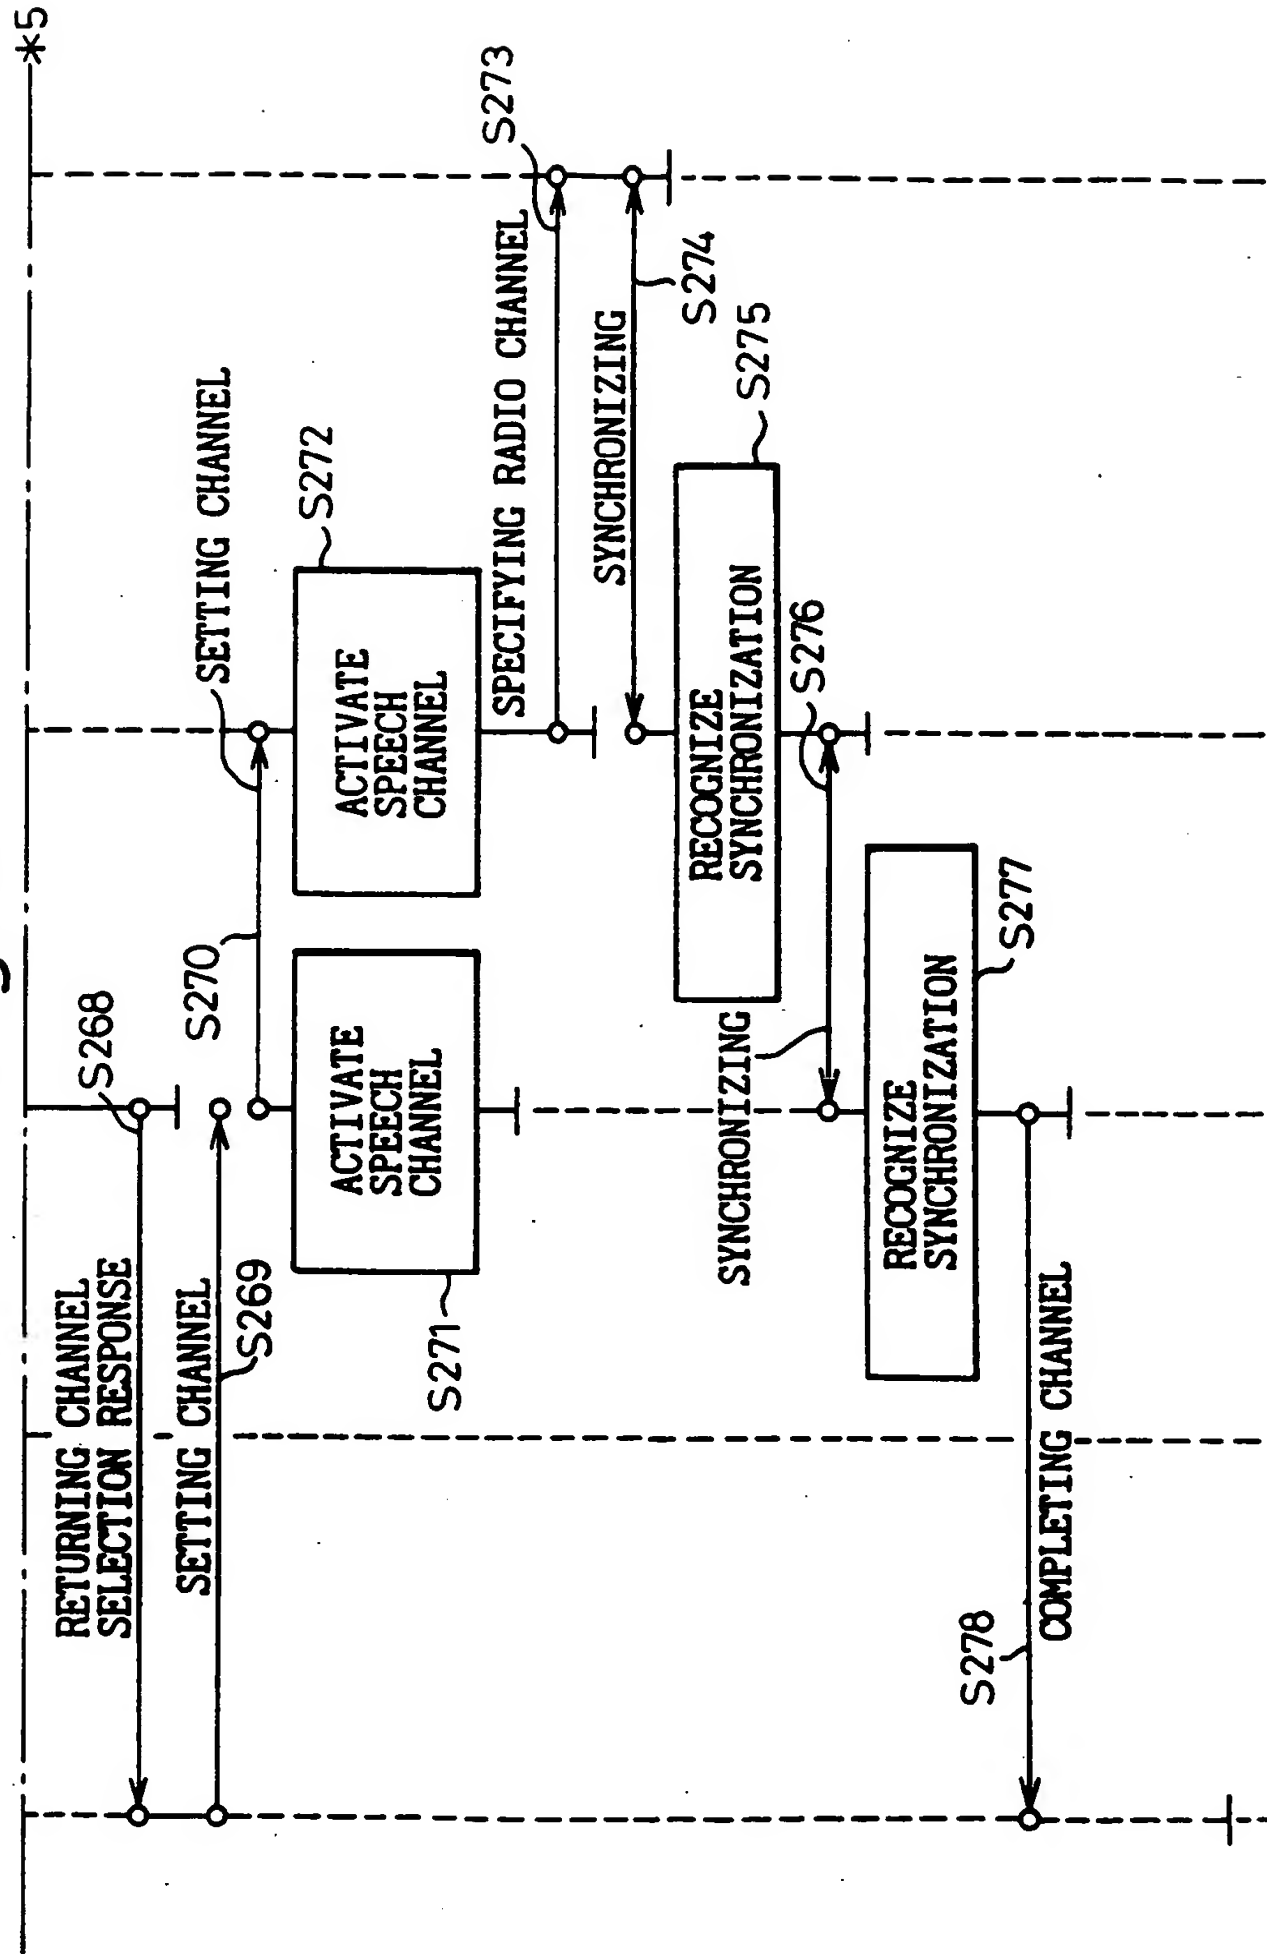 *5
RETURNING CHANNEL
SELECTION RESPONSE
S268
SETTING CHANNEL
S269
S270
SETTING CHANNEL
S271
ACTIVATE
SPEECH
CHANNEL
ACTIVATE
SPEECH
CHANNEL
S272
SPECIFYING RADIO CHANNEL
S273
SYNCHRONIZING
S274
RECOGNIZE
SYNCHRONIZATION
S275
SYNCHRONIZING
S276
RECOGNIZE
SYNCHRONIZATION
S277
S278
COMPLETING CHANNEL